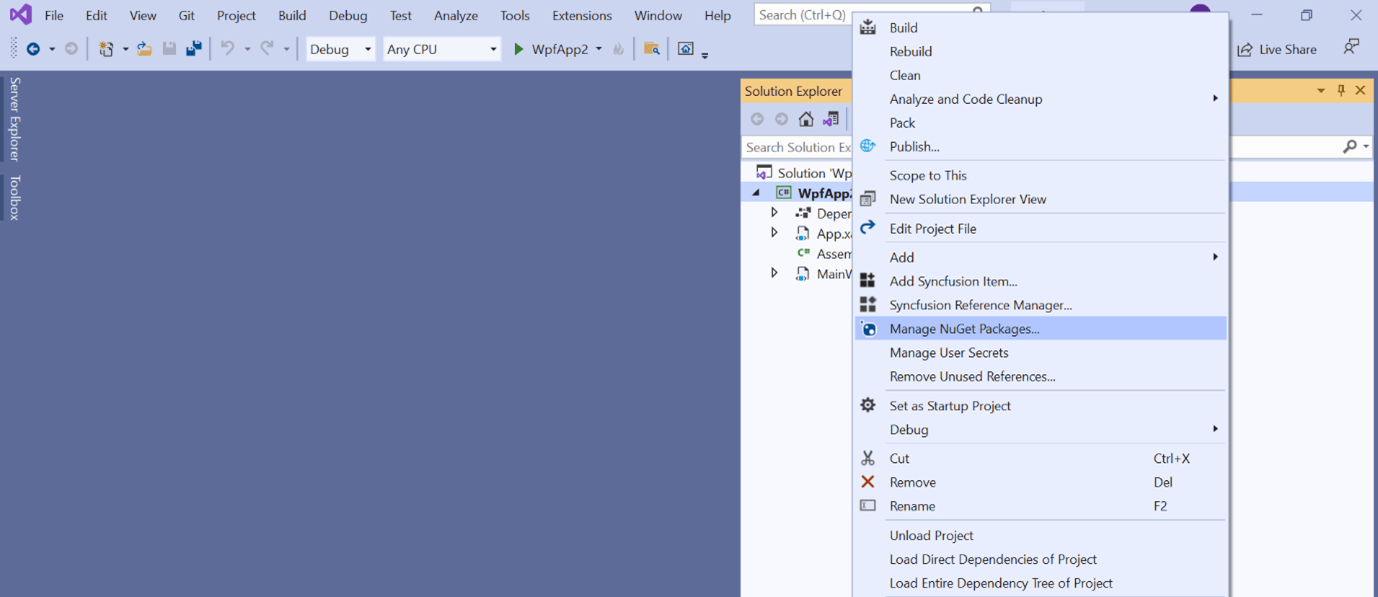 File Edit View Git Project Build Debug Test Analyze Tools Extensions Window Help Search (Ctrl+Q)
Debug Any CPU WpfApp2 Live Share
Server Explorer
Toolbox
Solution Explorer
Search Solution Ex
Solution 'Wp
C# WpfApp2
Deper
App.xa
C# Assem
MainW
Build
Rebuild
Clean
Analyze and Code Cleanup
Pack
Publish...
Scope to This
New Solution Explorer View
Edit Project File
Add
Add Syncfusion Item...
Syncfusion Reference Manager...
Manage NuGet Packages...
Manage User Secrets
Remove Unused References...
Set as Startup Project
Debug
Cut Ctrl+X
Remove Del
Rename F2
Unload Project
Load Direct Dependencies of Project
Load Entire Dependency Tree of Project